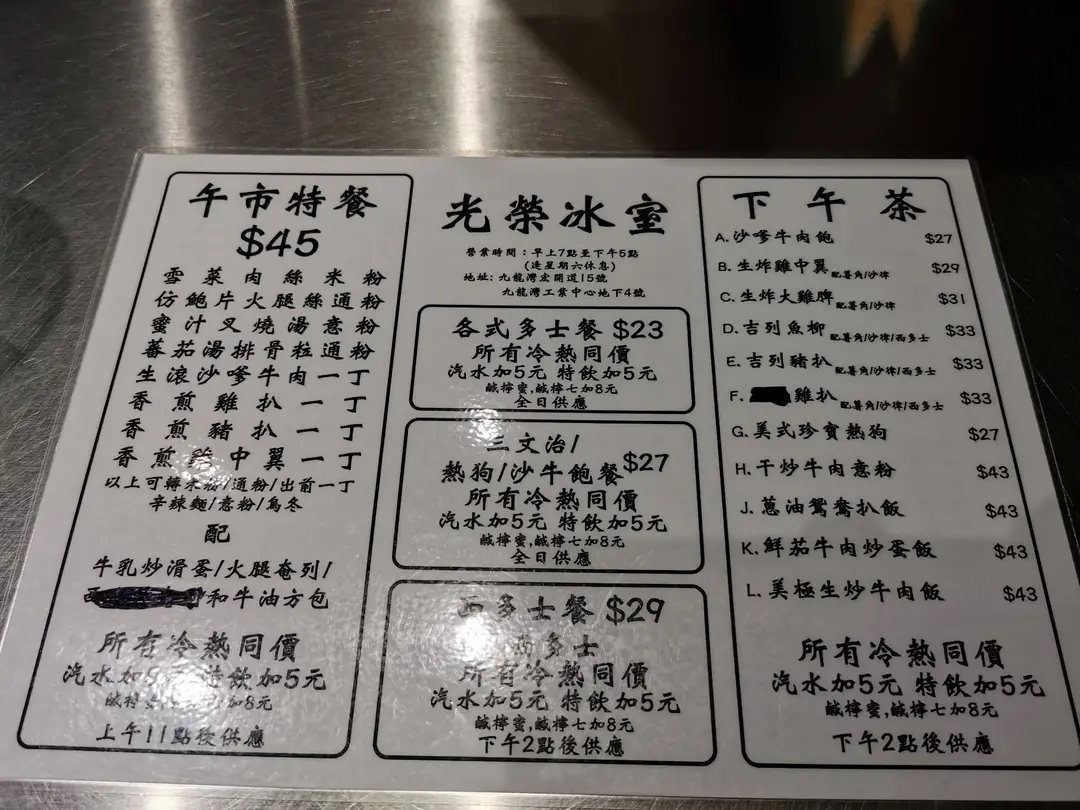 午市特餐
$45
雪菜肉絲米粉
仿鮑片火腿絲通粉
蜜汁叉燒湯意粉
蕃茄湯排骨粒通粉
生滾沙嗲牛肉一丁
香煎雞扒一丁
香煎豬扒一丁
香煎雞中翼一丁
以上可轉米粉/通粉/出前一丁
辛辣麵/意粉/烏冬
配
牛乳炒滑蛋/火腿奄列/
和牛油方包
所有冷熱同價
汽水加5元 特飲加5元
鹹檸蜜,鹹檸七加8元
上午11點後供應
光榮冰室
營業時間：早上7點至下午5點
(逢星期六休息)
地址: 九龍灣宏開道15號
九龍灣工業中心地下4號
各式多士餐 $23
所有冷熱同價
汽水加5元 特飲加5元
鹹檸蜜,鹹檸七加8元
全日供應
三文治/
熱狗/沙牛飽餐 $27
所有冷熱同價
汽水加5元 特飲加5元
鹹檸蜜,鹹檸七加8元
全日供應
西多士餐 $29
西多士
所有冷熱同價
汽水加5元 特飲加5元
鹹檸蜜,鹹檸七加8元
下午2點後供應
下午茶
A. 沙嗲牛肉飽 $27
B. 生炸雞中翼 配薯角/沙律 $29
C. 生炸大雞脾 配薯角/沙律 $31
D. 吉列魚柳 配薯角/沙律/西多士 $33
E. 吉列豬扒 配薯角/沙律/西多士 $33
F. 雞扒 配薯角/沙律/西多士 $33
G. 美式珍寶熱狗 $27
H. 干炒牛肉意粉 $43
J. 蔥油鴛鴦扒飯 $43
K. 鮮茄牛肉炒蛋飯 $43
L. 美極生炒牛肉飯 $43
所有冷熱同價
汽水加5元 特飲加5元
鹹檸蜜,鹹檸七加8元
下午2點後供應